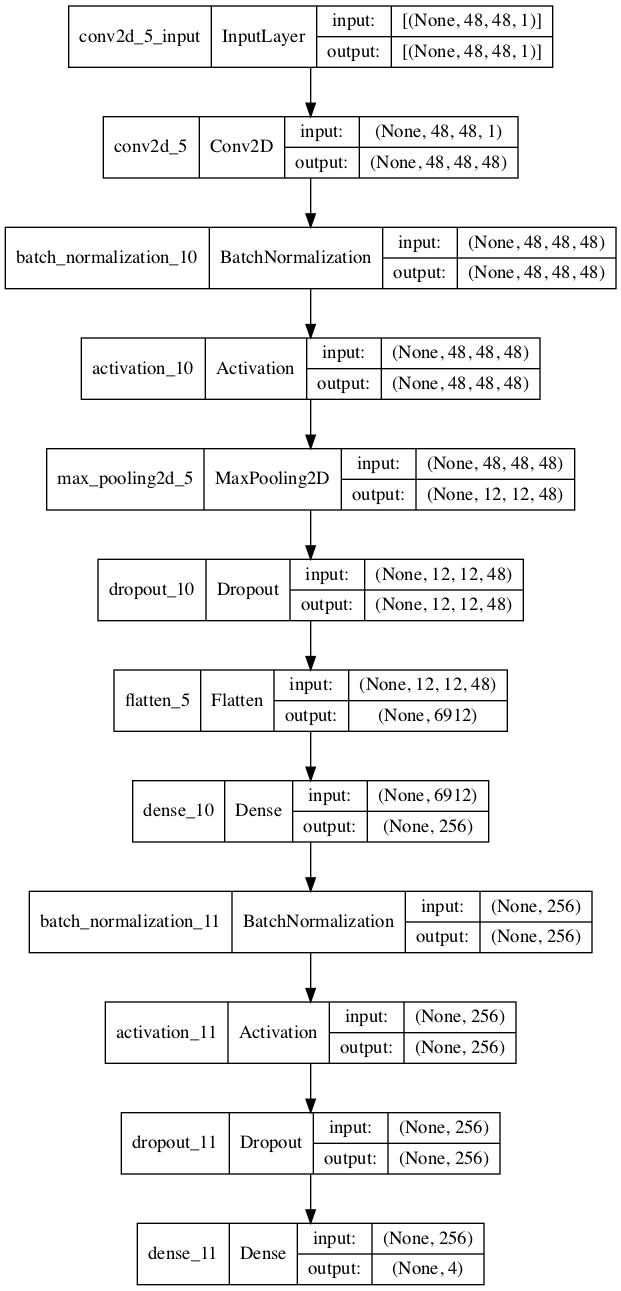 conv2d_5_input InputLayer input: [(None, 48, 48, 1)]
output: [(None, 48, 48, 1)]
conv2d_5 Conv2D input: (None, 48, 48, 1)
output: (None, 48, 48, 48)
batch_normalization_10 BatchNormalization input: (None, 48, 48, 48)
output: (None, 48, 48, 48)
activation_10 Activation input: (None, 48, 48, 48)
output: (None, 48, 48, 48)
max_pooling2d_5 MaxPooling2D input: (None, 48, 48, 48)
output: (None, 12, 12, 48)
dropout_10 Dropout input: (None, 12, 12, 48)
output: (None, 12, 12, 48)
flatten_5 Flatten input: (None, 12, 12, 48)
output: (None, 6912)
dense_10 Dense input: (None, 6912)
output: (None, 256)
batch_normalization_11 BatchNormalization input: (None, 256)
output: (None, 256)
activation_11 Activation input: (None, 256)
output: (None, 256)
dropout_11 Dropout input: (None, 256)
output: (None, 256)
dense_11 Dense input: (None, 256)
output: (None, 4)